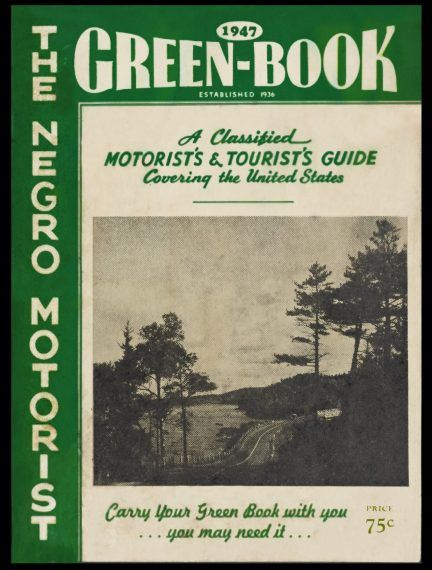 THE NEGRO MOTORIST
1947
GREEN-BOOK
ESTABLISHED 1936
A Classified
MOTORIST'S & TOURIST'S GUIDE
Covering the United States
Carry Your Green Book with you
...you may need it...
PRICE
75c